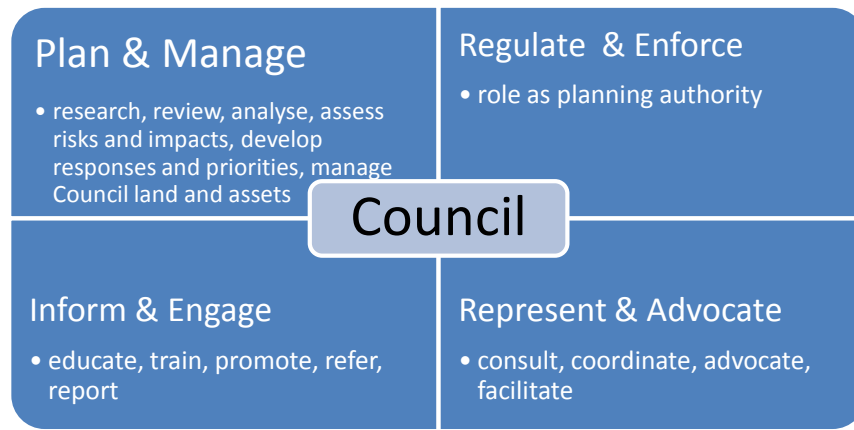 Plan & Manage
• research, review, analyse, assess
risks and impacts, develop
responses and priorities, manage
Council land and assets
Regulate & Enforce
• role as planning authority
Council
Inform & Engage
• educate, train, promote, refer,
report
Represent & Advocate
• consult, coordinate, advocate,
facilitate